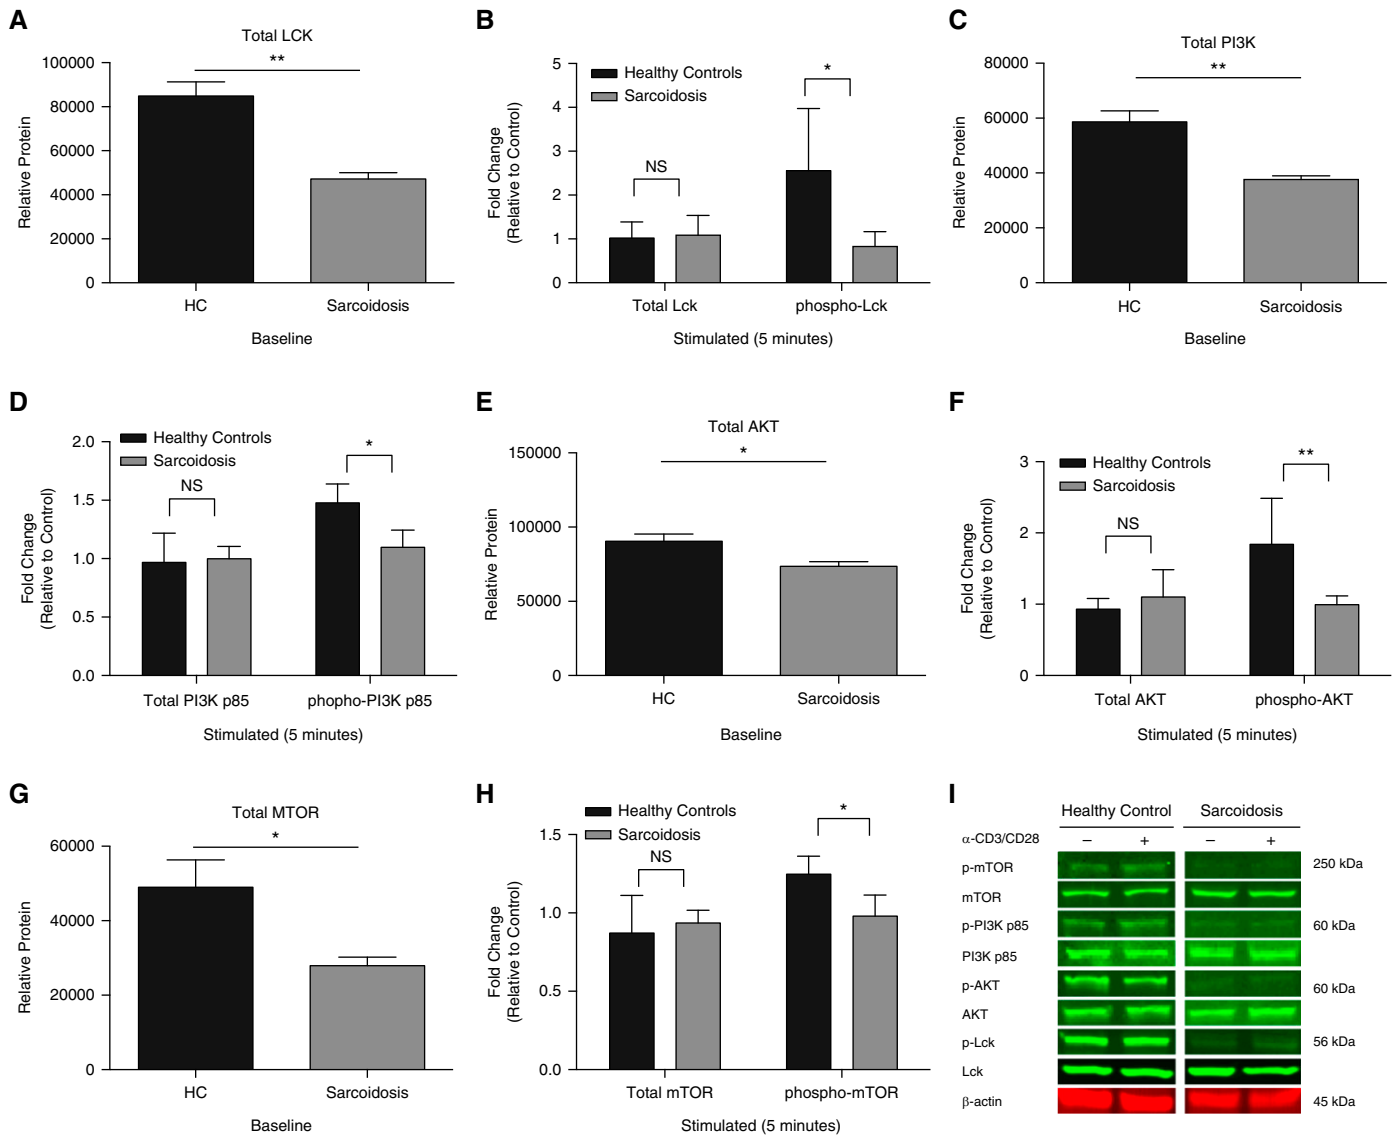 A
Total LCK
**
Relative Protein
100000
80000
60000
40000
20000
0
HC
Sarcoidosis
Baseline
B
Healthy Controls
Sarcoidosis
*
NS
Fold Change
(Relative to Control)
5
4
3
2
1
0
Total Lck
phospho-Lck
Stimulated (5 minutes)
C
Total PI3K
**
Relative Protein
80000
60000
40000
20000
0
HC
Sarcoidosis
Baseline
D
Healthy Controls
Sarcoidosis
*
NS
Fold Change
(Relative to Control)
2.0
1.5
1.0
0.5
0.0
Total PI3K p85
phopho-PI3K p85
Stimulated (5 minutes)
E
Total AKT
*
Relative Protein
150000
100000
50000
0
HC
Sarcoidosis
Baseline
F
Healthy Controls
Sarcoidosis
**
NS
Fold Change
(Relative to Control)
3
2
1
0
Total AKT
phospho-AKT
Stimulated (5 minutes)
G
Total MTOR
*
Relative Protein
60000
40000
20000
0
HC
Sarcoidosis
Baseline
H
Healthy Controls
Sarcoidosis
*
NS
Fold Change
(Relative to Control)
1.5
1.0
0.5
0.0
Total mTOR
phospho-mTOR
Stimulated (5 minutes)
I
Healthy Control Sarcoidosis
α-CD3/CD28 – + – +
p-mTOR 250 kDa
mTOR
p-PI3K p85 60 kDa
PI3K p85
p-AKT 60 kDa
AKT
p-Lck 56 kDa
Lck
β-actin 45 kDa